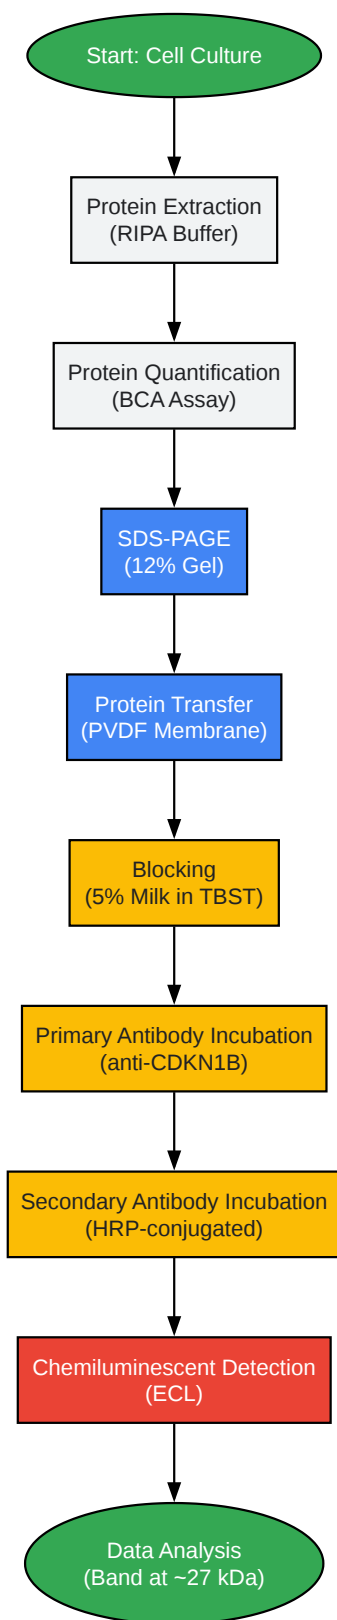 Start: Cell Culture
Protein Extraction
(RIPA Buffer)
Protein Quantification
(BCA Assay)
SDS-PAGE
(12% Gel)
Protein Transfer
(PVDF Membrane)
Blocking
(5% Milk in TBST)
Primary Antibody Incubation
(anti-CDKN1B)
Secondary Antibody Incubation
(HRP-conjugated)
Chemiluminescent Detection
(ECL)
Data Analysis
(Band at ~27 kDa)